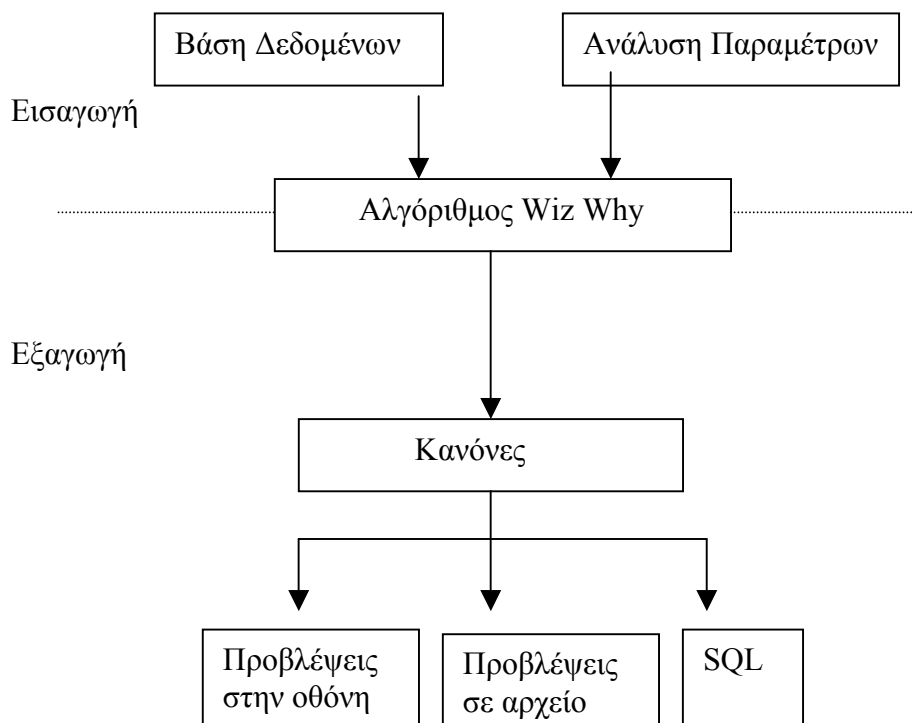 Βάση Δεδομένων
Ανάλυση Παραμέτρων
Εισαγωγή
Αλγόριθμος Wiz Why
Εξαγωγή
Κανόνες
Προβλέψεις
στην οθόνη
Προβλέψεις
σε αρχείο
SQL